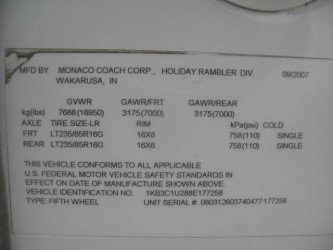 MFD BY MONACO COACH CORP., HOLIDAY RAMBLER DIV. 09/2007
WAKARUSA, IN
GVWR GAWR/FRT GAWR/REAR
kg(lbs) 7688(16950) 3175(7000) 3175(7000)
AXLE TIRE SIZE-LR RIM kPa(psi) COLD
FRT LT235/85R16G 16X6 758(110) SINGLE
REAR LT235/85R16G 16X6 758(110) SINGLE
THIS VEHICLE CONFORMS TO ALL APPLICABLE
U.S. FEDERAL MOTOR VEHICLE SAFETY STANDARDS IN
EFFECT ON DATE OF MANUFACTURE SHOWN ABOVE.
VEHICLE IDENTIFICATION NO. 1KB3C1U288E177258
TYPE: FIFTH WHEEL UNIT SERIAL #: 08031260374047​7177258